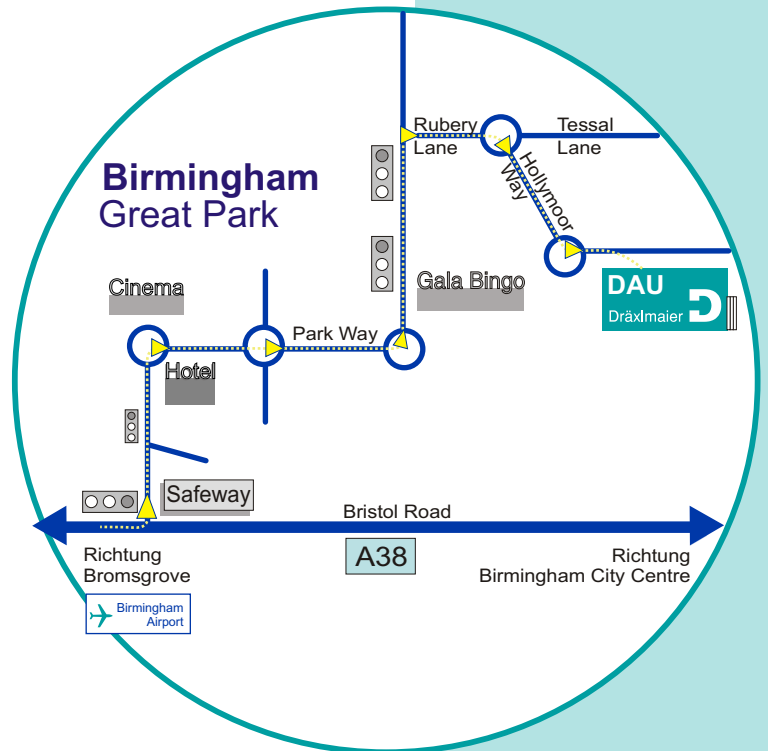 Rubery
Lane
Tessal
Lane
Hollymoor
Way
Birmingham
Great Park
Cinema
Gala Bingo
DAU
Dräxlmaier
Park Way
Hotel
Safeway
Bristol Road
A38
Richtung
Bromsgrove
Richtung
Birmingham City Centre
Birmingham
Airport